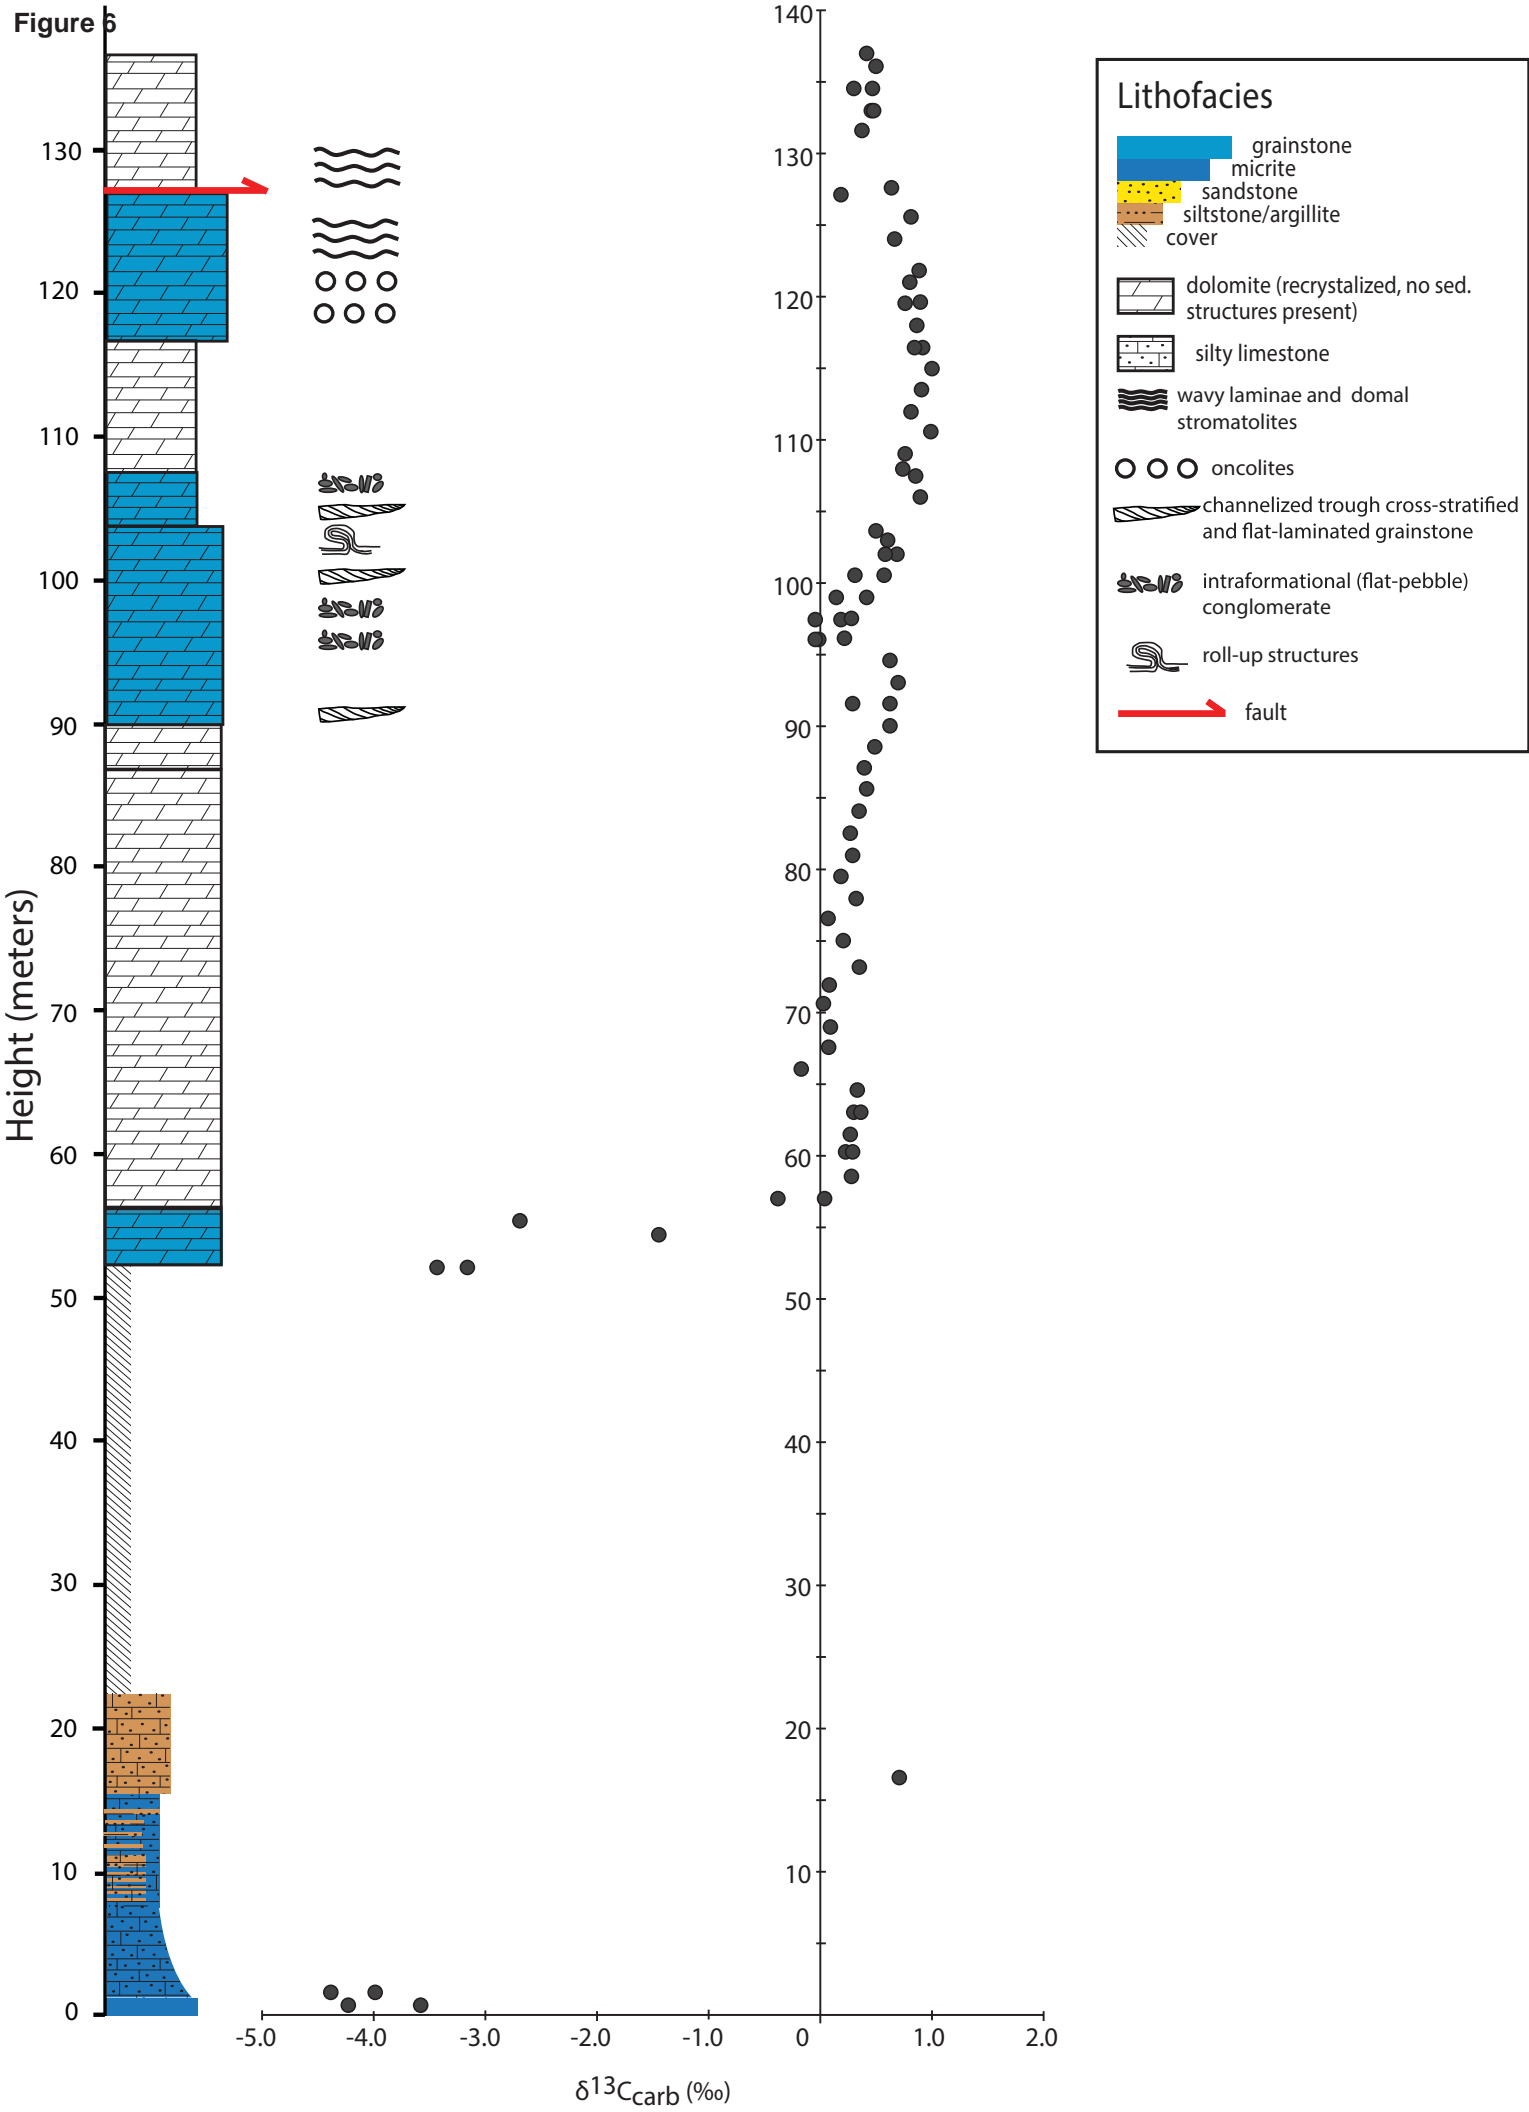 Figure 6
Height (meters)
130
120
110
100
90
80
70
60
50
40
30
20
10
0
140
130
120
110
100
90
80
70
60
50
40
30
20
10
-5.0 -4.0 -3.0 -2.0 -1.0 0 1.0 2.0
δ13Ccarb (‰)
Lithofacies
grainstone
micrite
sandstone
siltstone/argillite
cover
dolomite (recrystalized, no sed.
structures present)
silty limestone
wavy laminae and domal
stromatolites
oncolites
channelized trough cross-stratified
and flat-laminated grainstone
intraformational (flat-pebble)
conglomerate
roll-up structures
fault